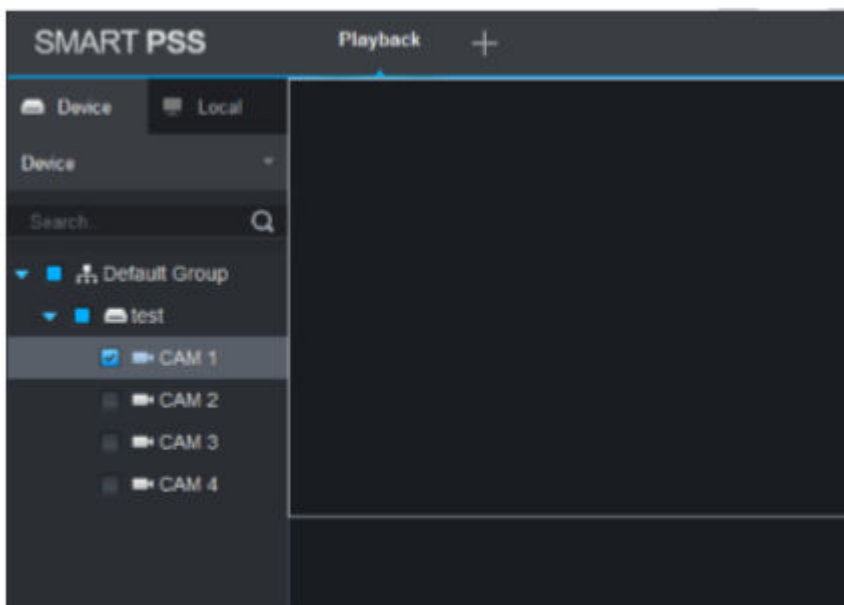 SMART PSS Playback
Device Local
Device
Search..
Default Group
test
CAM 1
CAM 2
CAM 3
CAM 4